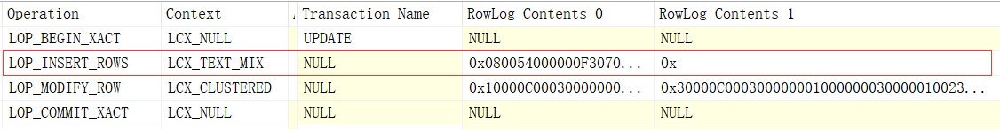 Operation Context Transaction Name RowLog Contents 0 RowLog Contents 1
LOP_BEGIN_XACT LCX_NULL UPDATE NULL NULL
LOP_INSERT_ROWS LCX_TEXT_MIX NULL 0x080054000000F3070... 0x
LOP_MODIFY_ROW LCX_CLUSTERED NULL 0x10000C00030000000... 0x30000C000300000001000000030000010023...
LOP_COMMIT_XACT LCX_NULL NULL NULL NULL